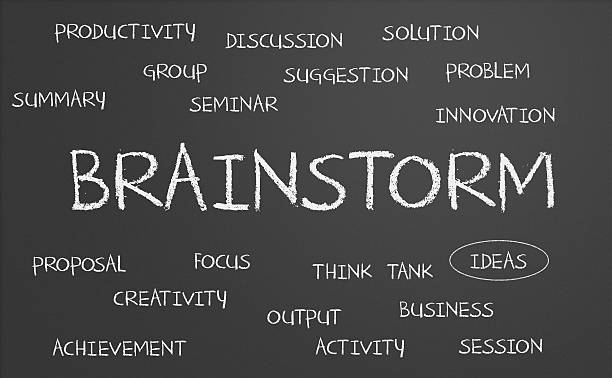 PRODUCTIVITY
DISCUSSION
SOLUTION
GROUP
SUGGESTION
PROBLEM
SUMMARY
SEMINAR
INNOVATION
BRAINSTORM
PROPOSAL
FOCUS
THINK TANK
IDEAS
CREATIVITY
OUTPUT
BUSINESS
ACHIEVEMENT
ACTIVITY
SESSION